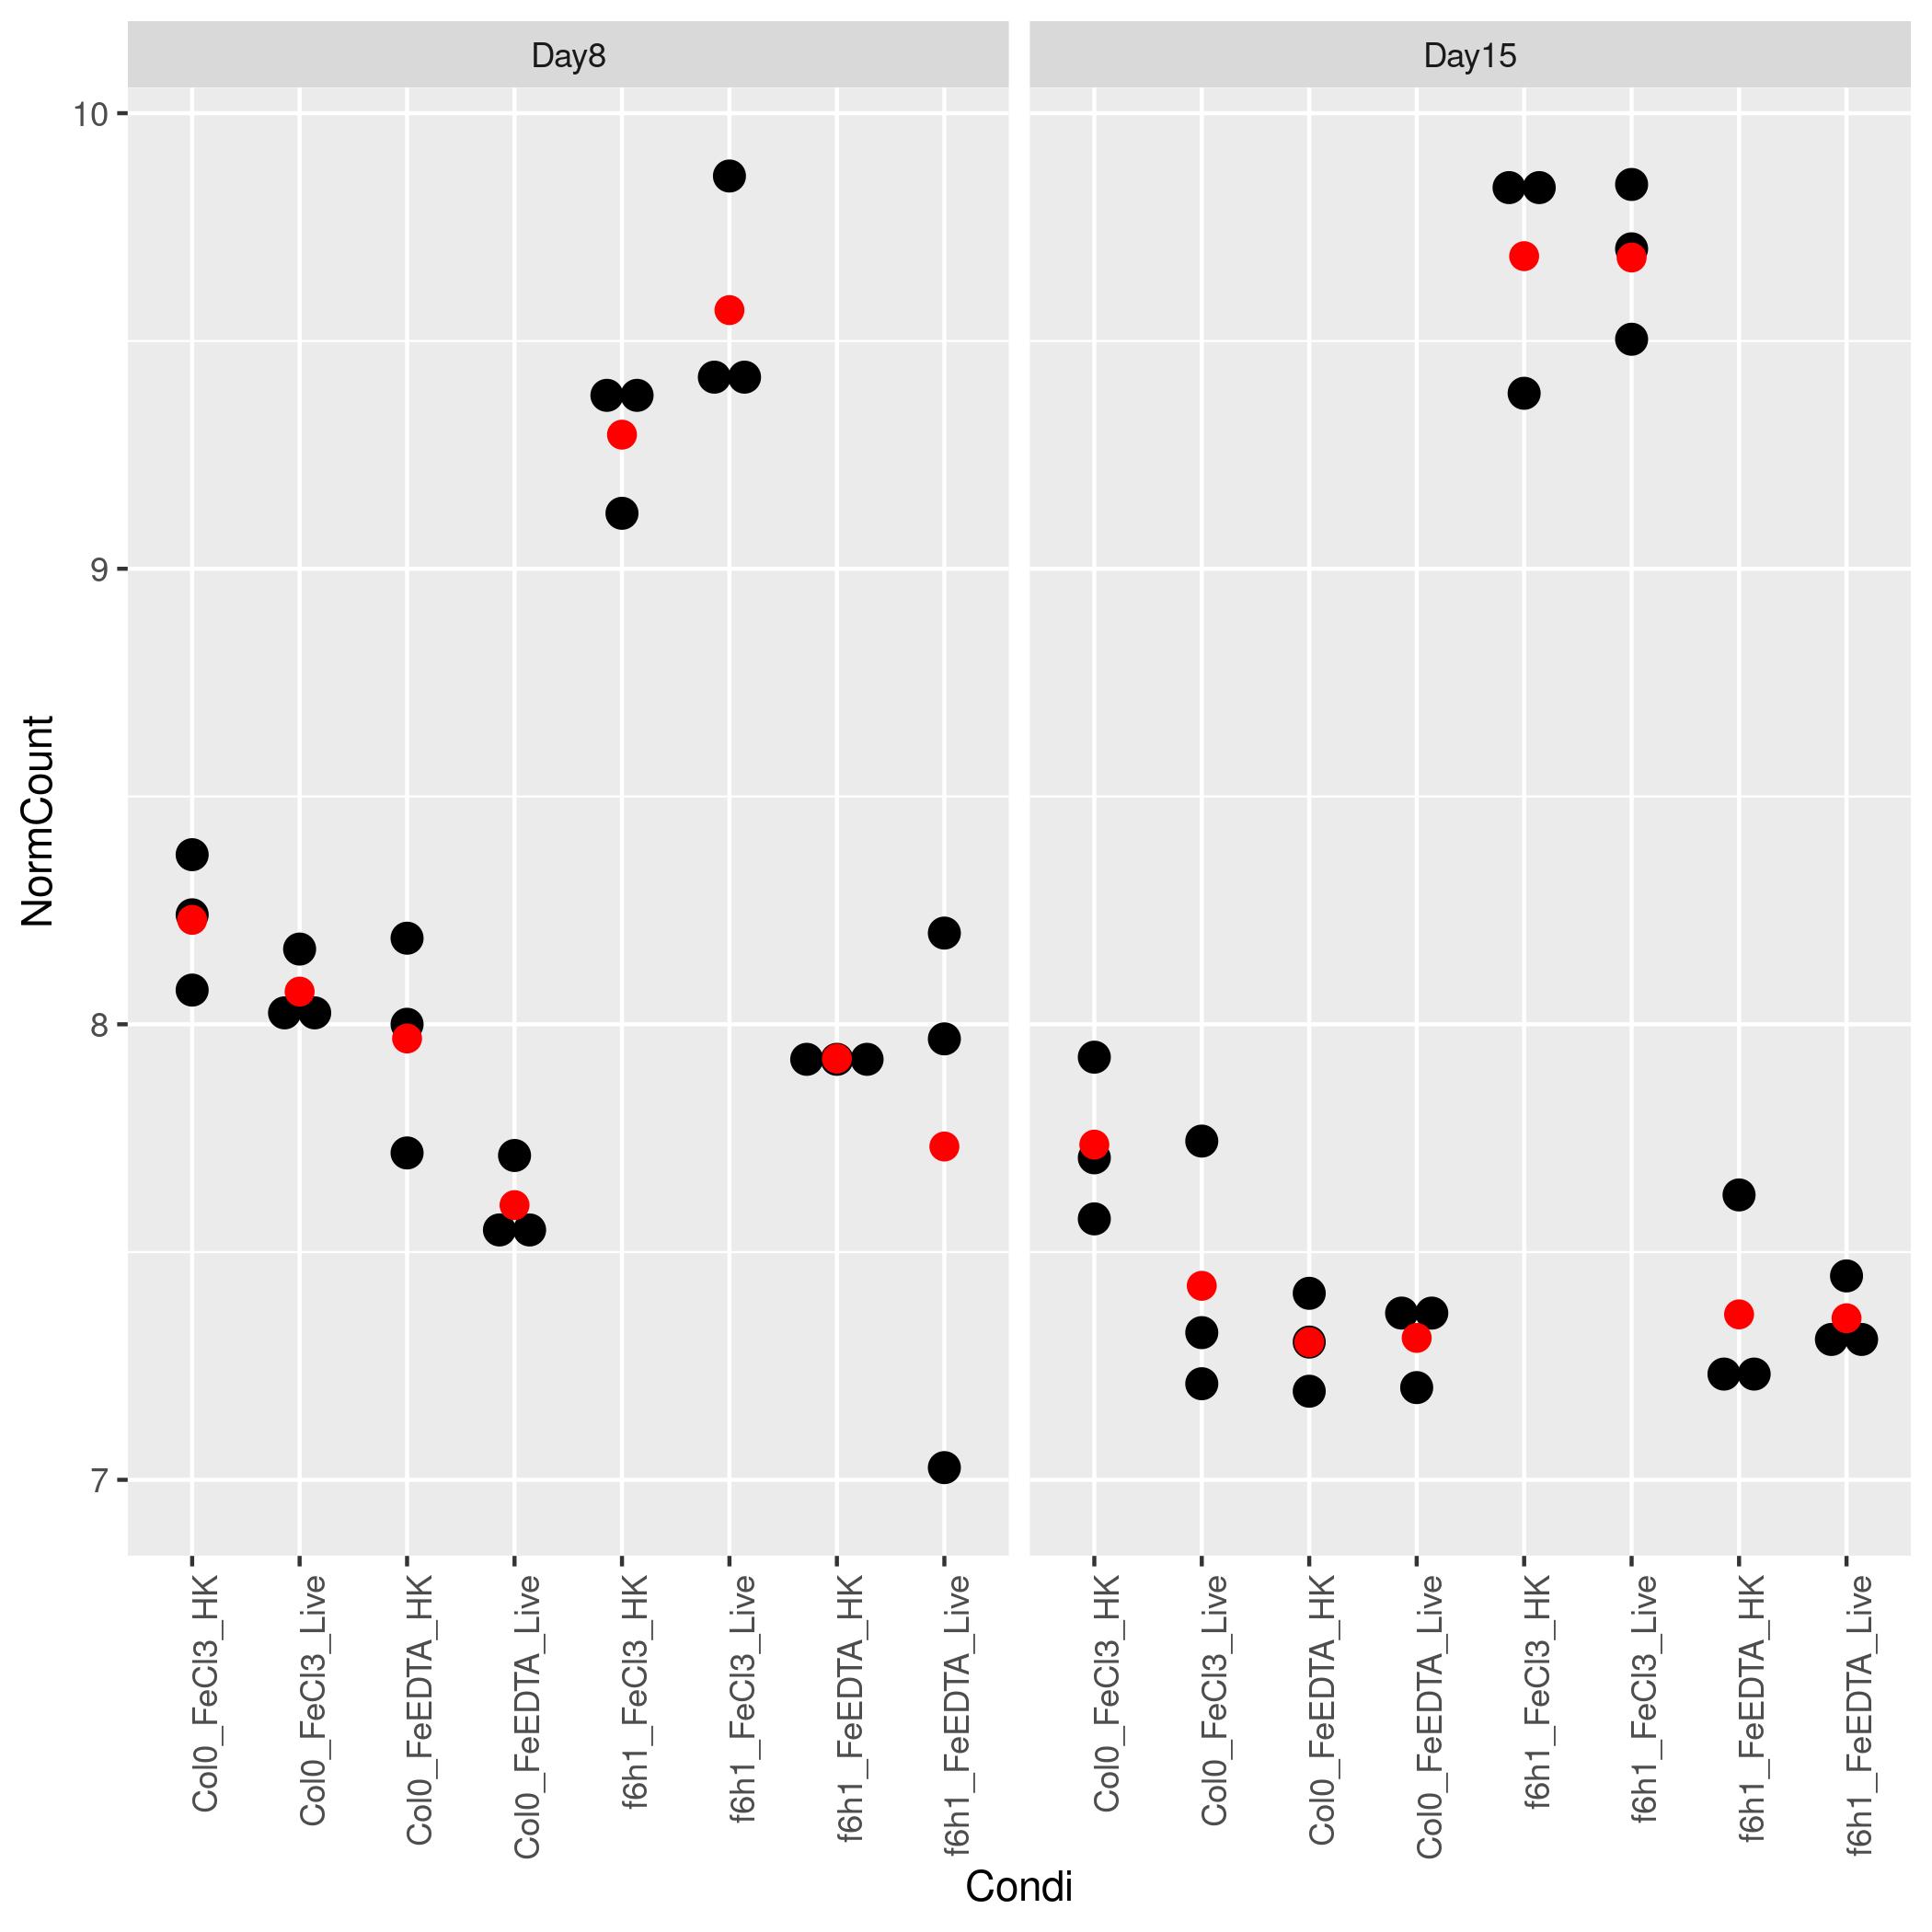 Day8
Day15
10
9
8
7
NormCount
Col0_FeCl3_HK
Col0_FeCl3_Live
Col0_FeEDTA_HK
Col0_FeEDTA_Live
f6h1_FeCl3_HK
f6h1_FeCl3_Live
f6h1_FeEDTA_HK
f6h1_FeEDTA_Live
Col0_FeCl3_HK
Col0_FeCl3_Live
Col0_FeEDTA_HK
Col0_FeEDTA_Live
f6h1_FeCl3_HK
f6h1_FeCl3_Live
f6h1_FeEDTA_HK
f6h1_FeEDTA_Live
Condi